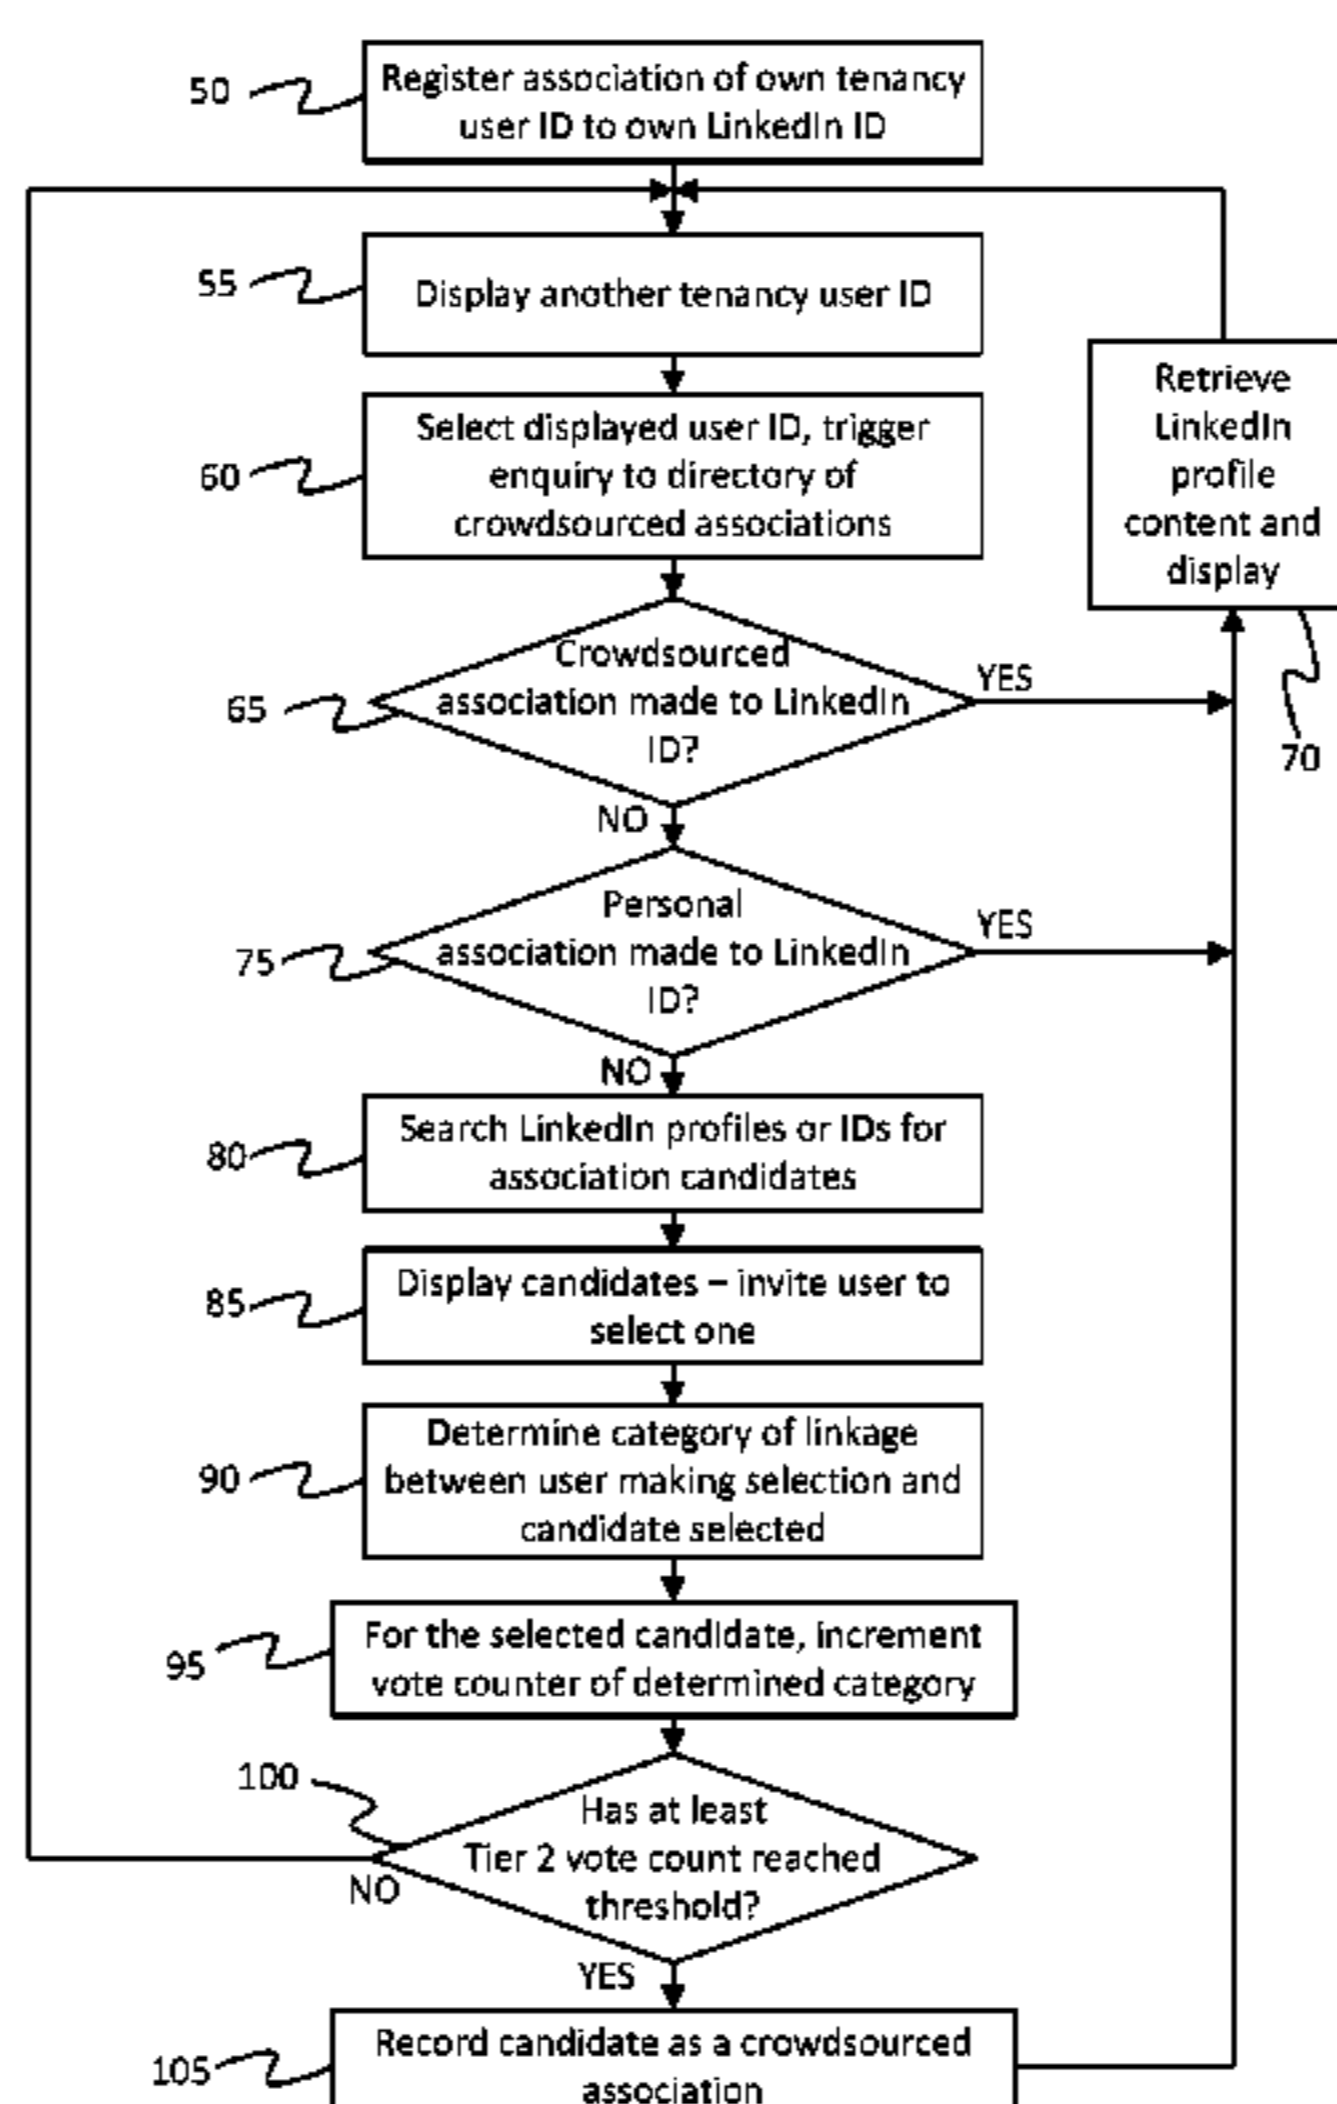 50
Register association of own tenancy
user ID to own LinkedIn ID
55
Display another tenancy user ID
60
Select displayed user ID, trigger
enquiry to directory of
crowdsourced associations
Retrieve
LinkedIn
profile
content and
display
70
65
Crowdsourced
association made to LinkedIn
ID?
YES
NO
75
Personal
association made to LinkedIn
ID?
YES
NO
80
Search LinkedIn profiles or IDs for
association candidates
85
Display candidates – invite user to
select one
90
Determine category of linkage
between user making selection and
candidate selected
95
For the selected candidate, increment
vote counter of determined category
100
Has at least
Tier 2 vote count reached
threshold?
NO
YES
105
Record candidate as a crowdsourced
association